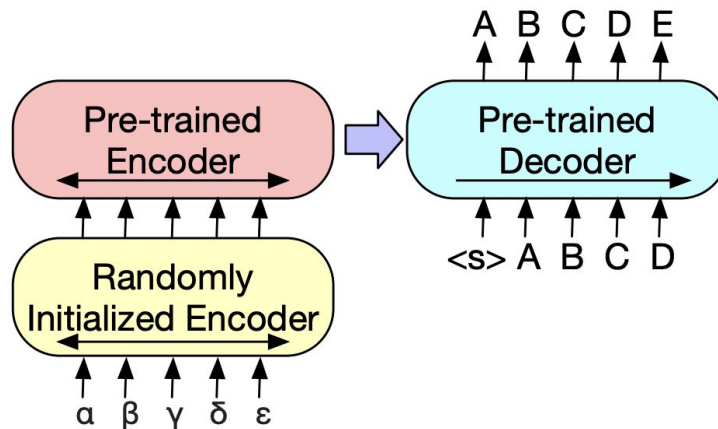 A B C D E
Pre-trained
Encoder
Pre-trained
Decoder
<s> A B C D
Randomly
Initialized Encoder
α β γ δ ε